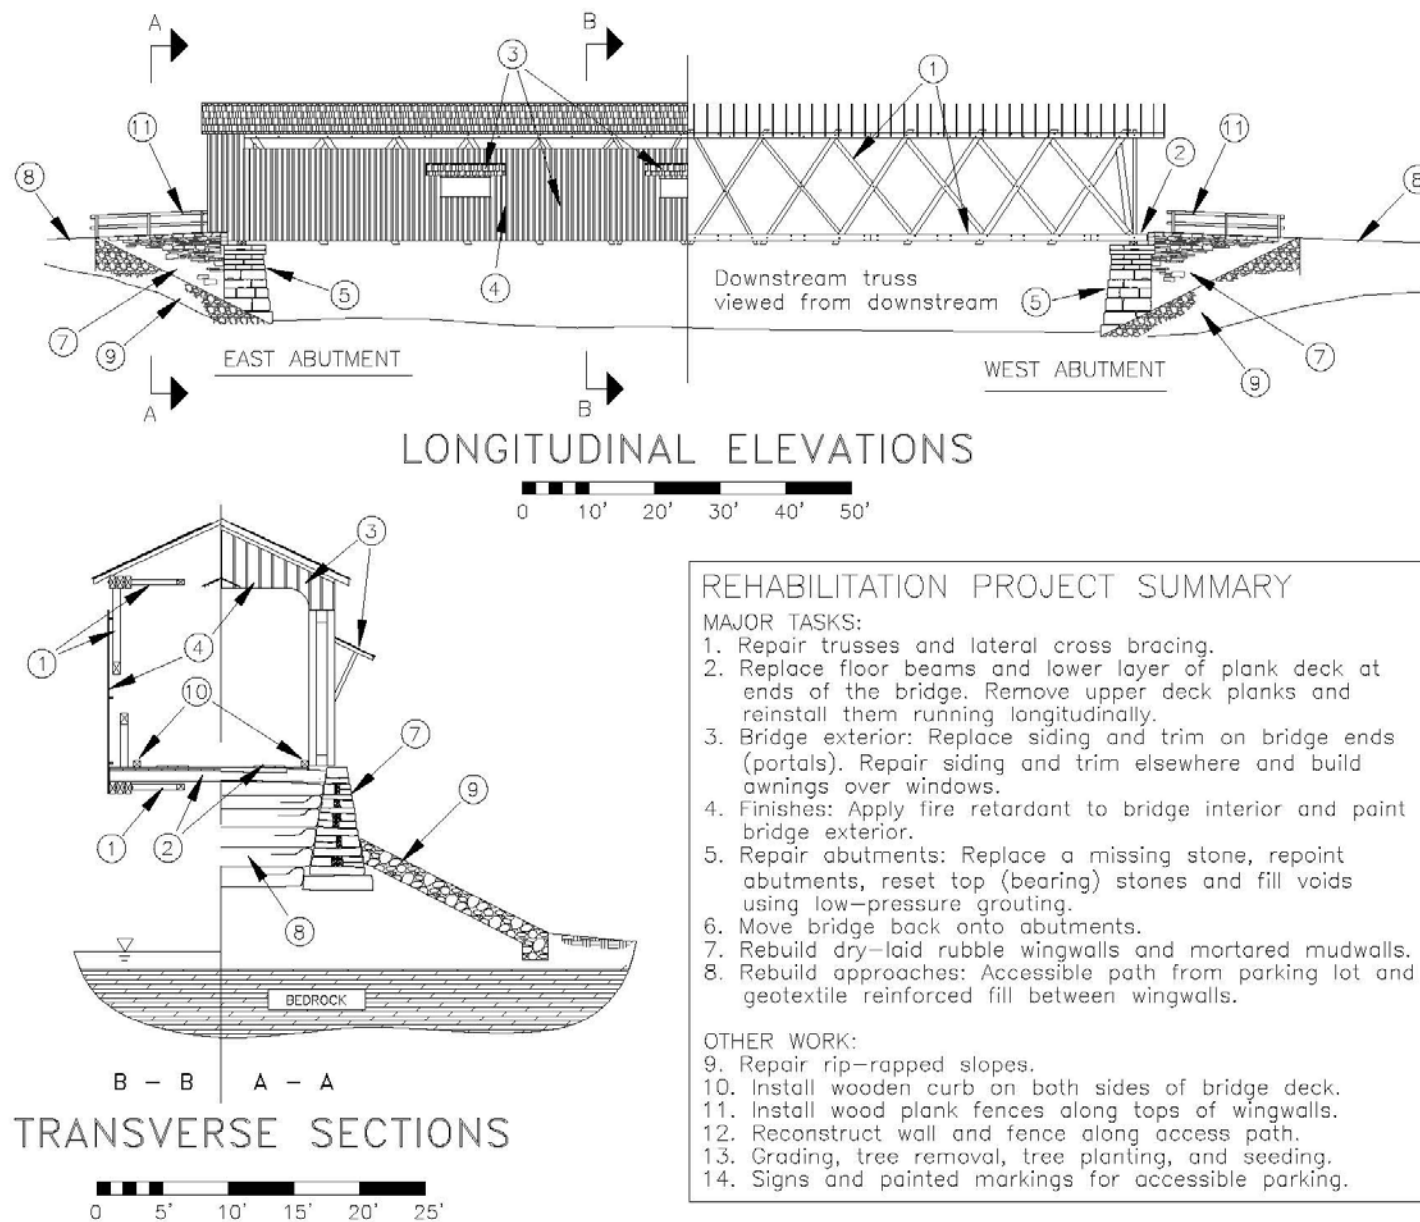 A
B
3
1
11
11
2
8
8
7
9
5
4
Downstream truss
viewed from downstream
5
7
9
EAST ABUTMENT
WEST ABUTMENT
A
B
LONGITUDINAL ELEVATIONS
0 10' 20' 30' 40' 50'
3
1
4
10
7
9
1
2
8
BEDROCK
B - B A - A
TRANSVERSE SECTIONS
0 5' 10' 15' 20' 25'
REHABILITATION PROJECT SUMMARY
MAJOR TASKS:
1. Repair trusses and lateral cross bracing.
2. Replace floor beams and lower layer of plank deck at
ends of the bridge. Remove upper deck planks and
reinstall them running longitudinally.
3. Bridge exterior: Replace siding and trim on bridge ends
(portals). Repair siding and trim elsewhere and build
awnings over windows.
4. Finishes: Apply fire retardant to bridge interior and paint
bridge exterior.
5. Repair abutments: Replace a missing stone, repoint
abutments, reset top (bearing) stones and fill voids
using low-pressure grouting.
6. Move bridge back onto abutments.
7. Rebuild dry-laid rubble wingwalls and mortared mudwalls.
8. Rebuild approaches: Accessible path from parking lot and
geotextile reinforced fill between wingwalls.
OTHER WORK:
9. Repair rip-rapped slopes.
10. Install wooden curb on both sides of bridge deck.
11. Install wood plank fences along tops of wingwalls.
12. Reconstruct wall and fence along access path.
13. Grading, tree removal, tree planting, and seeding.
14. Signs and painted markings for accessible parking.